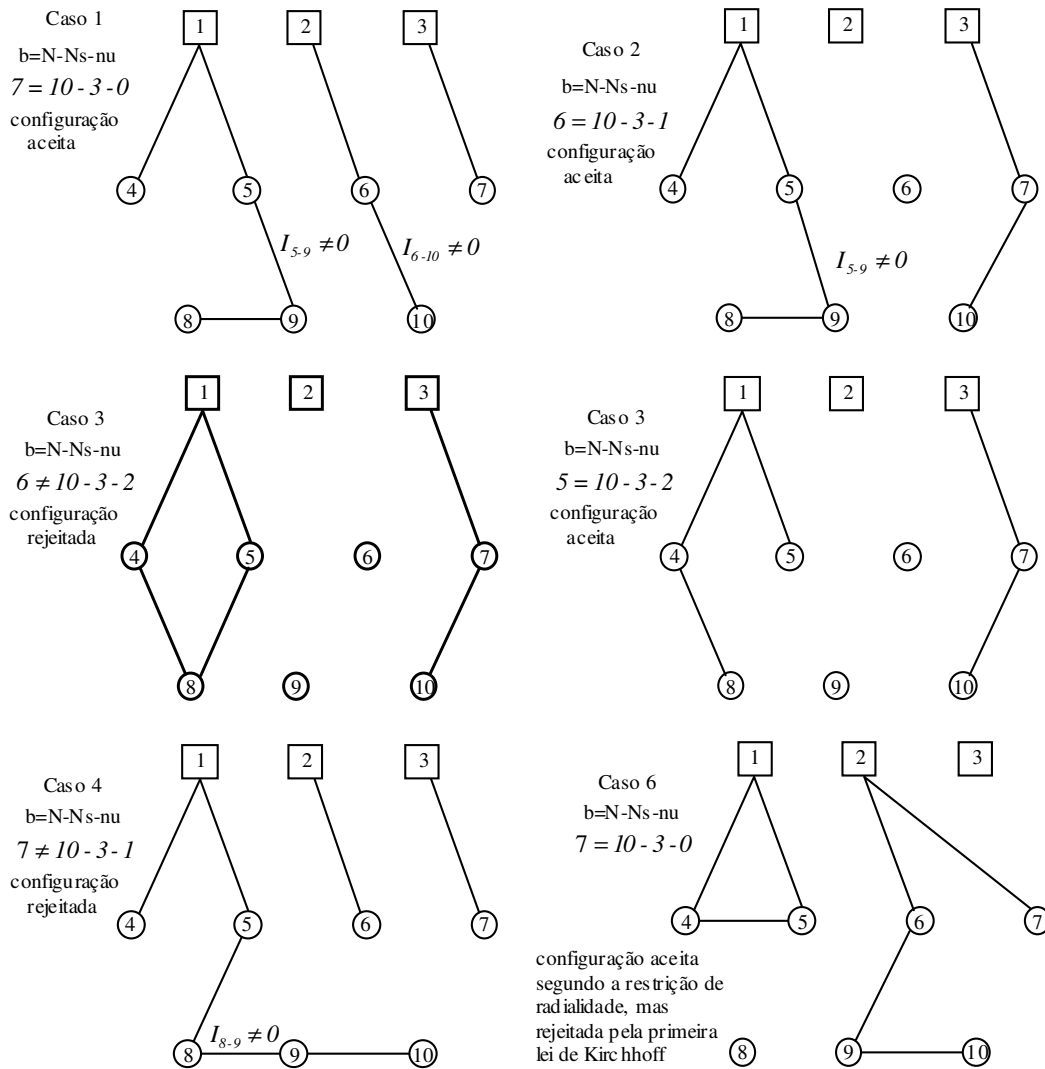 Caso 1
b=N-Ns-nu
7 = 10 - 3 - 0
configuração
aceita
1
2
3
4
5
6
7
I5-9 ≠0
I6-10 ≠0
8
9
10
Caso 2
b=N-Ns-nu
6 = 10 - 3 - 1
configuração
aceita
1
2
3
4
5
6
7
I5-9 ≠0
8
9
10
Caso 3
b=N-Ns-nu
6 ≠ 10 - 3 - 2
configuração
rejeitada
1
2
3
4
5
6
7
8
9
10
Caso 3
b=N-Ns-nu
5 = 10 - 3 - 2
configuração
aceita
1
2
3
4
5
6
7
8
9
10
Caso 4
b=N-Ns-nu
7 ≠ 10 - 3 - 1
configuração
rejeitada
1
2
3
4
5
6
7
I8-9 ≠0
8
9
10
Caso 6
b=N-Ns-nu
7 = 10 - 3 - 0
1
2
3
4
5
6
7
configuração aceita
segundo a restrição de
radialidade, mas
rejeitada pela primeira
lei de Kirchhoff
8
9
10